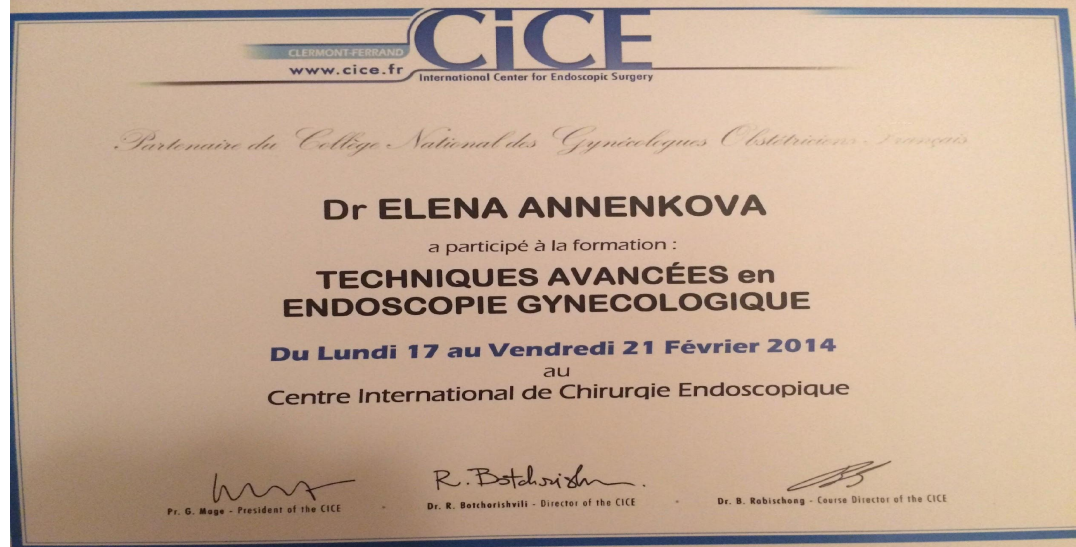 CiCE
CLERMONT-FERRAND
www.cice.fr
International Center for Endoscopic Surgery
Partenaire du Collège National des Gynécologues Obstétriciens Français
Dr ELENA ANNENKOVA
a participé à la formation :
TECHNIQUES AVANCÉES en
ENDOSCOPIE GYNECOLOGIQUE
Du Lundi 17 au Vendredi 21 Février 2014
au
Centre International de Chirurgie Endoscopique
R. Botchorishvili
Pr. G. Mage - President of the CICE
Dr. R. Botchorishvili - Director of the CICE
Dr. B. Rabischong - Course Director of the CICE